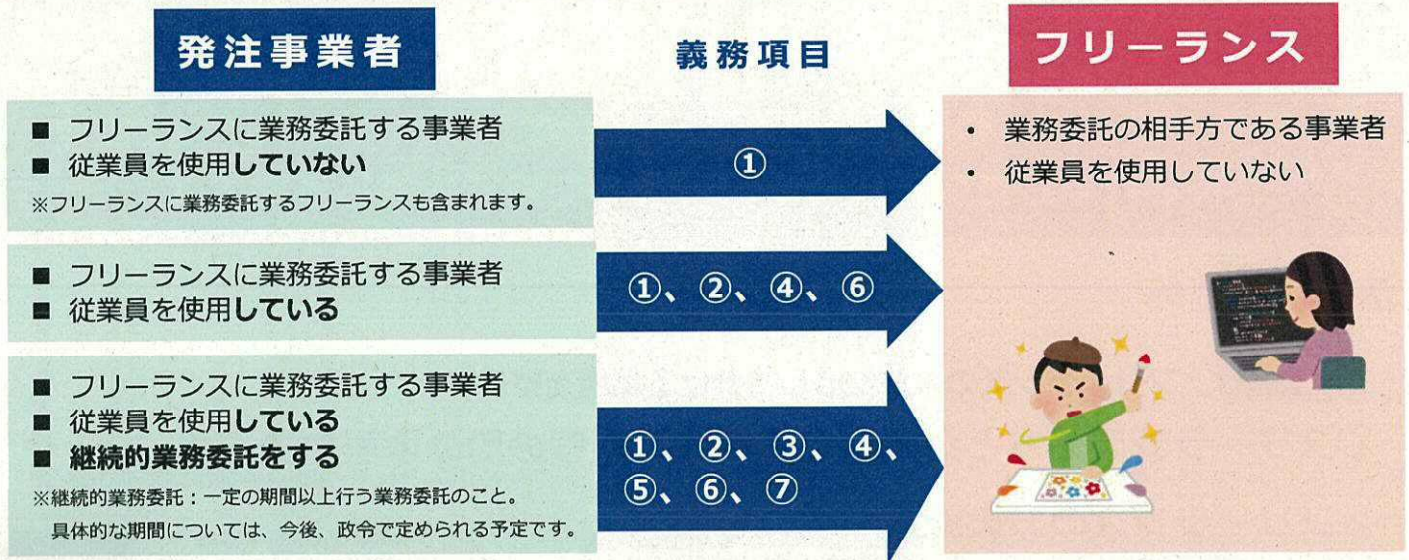 発注事業者
義務項目
フリーランス
■ フリーランスに業務委託する事業者
■ 従業員を使用していない
※フリーランスに業務委託するフリーランスも含まれます。
①
・ 業務委託の相手方である事業者
・ 従業員を使用していない
■ フリーランスに業務委託する事業者
■ 従業員を使用している
①、②、④、⑥
■ フリーランスに業務委託する事業者
■ 従業員を使用している
■ 継続的業務委託をする
※継続的業務委託：一定の期間以上行う業務委託のこと。
具体的な期間については、今後、政令で定められる予定です。
①、②、③、④、
⑤、⑥、⑦